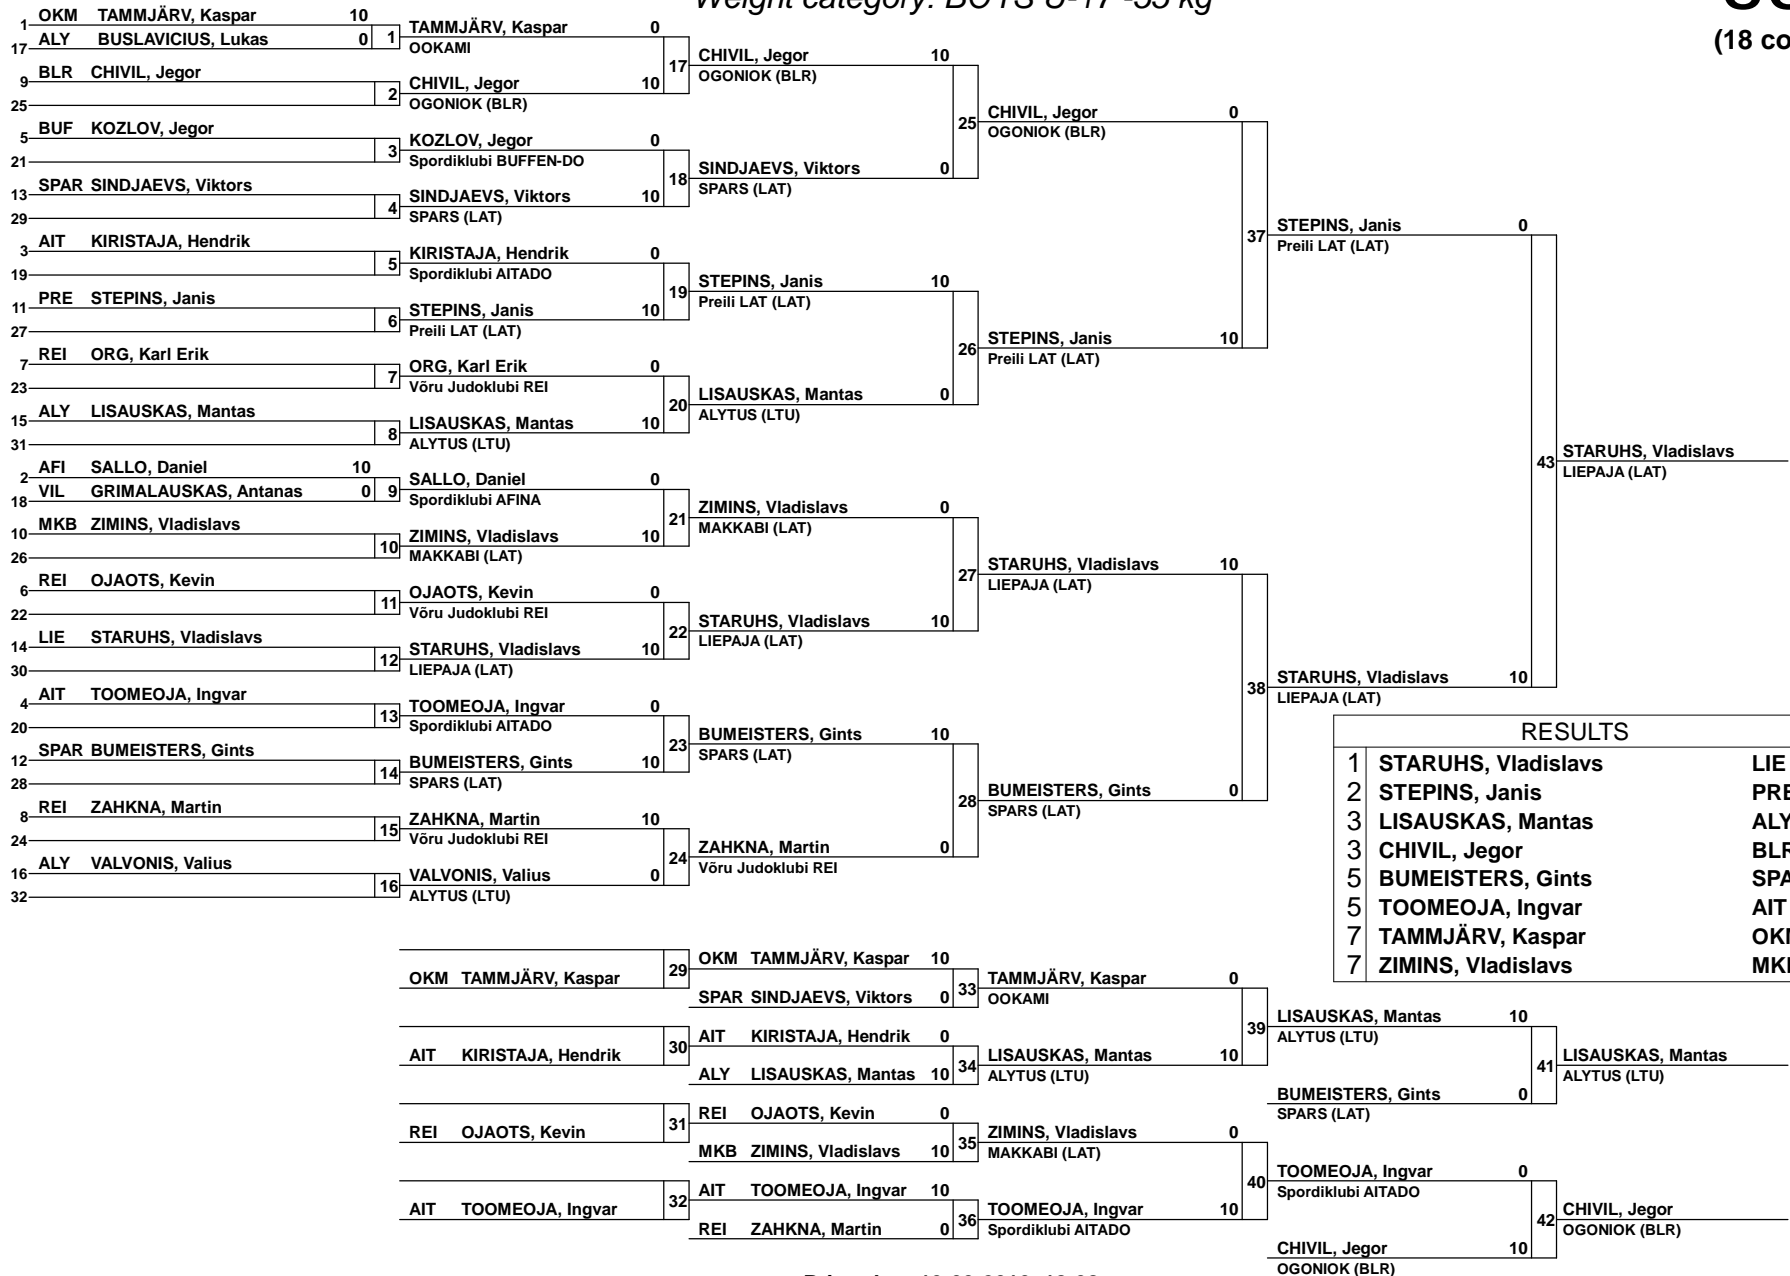 Weight category: BOYS U-17 -55 kg
(18 co
1 OKM TAMMJÄRV, Kaspar 10
17 ALY BUSLAVICIUS, Lukas 0
9 BLR CHIVIL, Jegor
25
5 BUF KOZLOV, Jegor
21
13 SPAR SINDJAEVS, Viktors
29
3 AIT KIRISTAJA, Hendrik
19
11 PRE STEPINS, Janis
27
7 REI ORG, Karl Erik
23
15 ALY LISAUSKAS, Mantas
31
2 AFI SALLO, Daniel 10
18 VIL GRIMALAUSKAS, Antanas 0
10 MKB ZIMINS, Vladislavs
26
6 REI OJAOTS, Kevin
22
14 LIE STARUHS, Vladislavs
30
4 AIT TOOMEOJA, Ingvar
20
12 SPAR BUMEISTERS, Gints
28
8 REI ZAHKNA, Martin
24
16 ALY VALVONIS, Valius
32
1 TAMMJÄRV, Kaspar 0
OOKAMI
2 CHIVIL, Jegor 10
OGONIOK (BLR)
3 KOZLOV, Jegor 0
Spordiklubi BUFFEN-DO
4 SINDJAEVS, Viktors 10
SPARS (LAT)
5 KIRISTAJA, Hendrik 0
Spordiklubi AITADO
6 STEPINS, Janis 10
Preili LAT (LAT)
7 ORG, Karl Erik 0
Võru Judoklubi REI
8 LISAUSKAS, Mantas 10
ALYTUS (LTU)
9 SALLO, Daniel 0
Spordiklubi AFINA
10 ZIMINS, Vladislavs 10
MAKKABI (LAT)
11 OJAOTS, Kevin 0
Võru Judoklubi REI
12 STARUHS, Vladislavs 10
LIEPAJA (LAT)
13 TOOMEOJA, Ingvar 0
Spordiklubi AITADO
14 BUMEISTERS, Gints 10
SPARS (LAT)
15 ZAHKNA, Martin 10
Võru Judoklubi REI
16 VALVONIS, Valius 0
ALYTUS (LTU)
17 CHIVIL, Jegor 10
OGONIOK (BLR)
18 SINDJAEVS, Viktors 0
SPARS (LAT)
19 STEPINS, Janis 10
Preili LAT (LAT)
20 LISAUSKAS, Mantas 0
ALYTUS (LTU)
21 ZIMINS, Vladislavs 0
MAKKABI (LAT)
22 STARUHS, Vladislavs 10
LIEPAJA (LAT)
23 BUMEISTERS, Gints 10
SPARS (LAT)
24 ZAHKNA, Martin 0
Võru Judoklubi REI
25 CHIVIL, Jegor 0
OGONIOK (BLR)
26 STEPINS, Janis 10
Preili LAT (LAT)
27 STARUHS, Vladislavs 10
LIEPAJA (LAT)
28 BUMEISTERS, Gints 0
SPARS (LAT)
37 STEPINS, Janis 0
Preili LAT (LAT)
38 STARUHS, Vladislavs 10
LIEPAJA (LAT)
43 STARUHS, Vladislavs
LIEPAJA (LAT)
RESULTS
1 STARUHS, Vladislavs LIE
2 STEPINS, Janis PRE
3 LISAUSKAS, Mantas ALY
3 CHIVIL, Jegor BLR
5 BUMEISTERS, Gints SPA
5 TOOMEOJA, Ingvar AIT
7 TAMMJÄRV, Kaspar OKM
7 ZIMINS, Vladislavs MKB
OKM TAMMJÄRV, Kaspar
AIT KIRISTAJA, Hendrik
REI OJAOTS, Kevin
AIT TOOMEOJA, Ingvar
29 OKM TAMMJÄRV, Kaspar 10
SPAR SINDJAEVS, Viktors 0
30 AIT KIRISTAJA, Hendrik 0
ALY LISAUSKAS, Mantas 10
31 REI OJAOTS, Kevin 0
MKB ZIMINS, Vladislavs 10
32 AIT TOOMEOJA, Ingvar 10
REI ZAHKNA, Martin 0
33 TAMMJÄRV, Kaspar 0
OOKAMI
34 LISAUSKAS, Mantas 10
ALYTUS (LTU)
35 ZIMINS, Vladislavs 0
MAKKABI (LAT)
36 TOOMEOJA, Ingvar 10
Spordiklubi AITADO
39 LISAUSKAS, Mantas 10
ALYTUS (LTU)
BUMEISTERS, Gints 0
SPARS (LAT)
40 TOOMEOJA, Ingvar 0
Spordiklubi AITADO
CHIVIL, Jegor 10
OGONIOK (BLR)
41 LISAUSKAS, Mantas
ALYTUS (LTU)
42 CHIVIL, Jegor
OGONIOK (BLR)